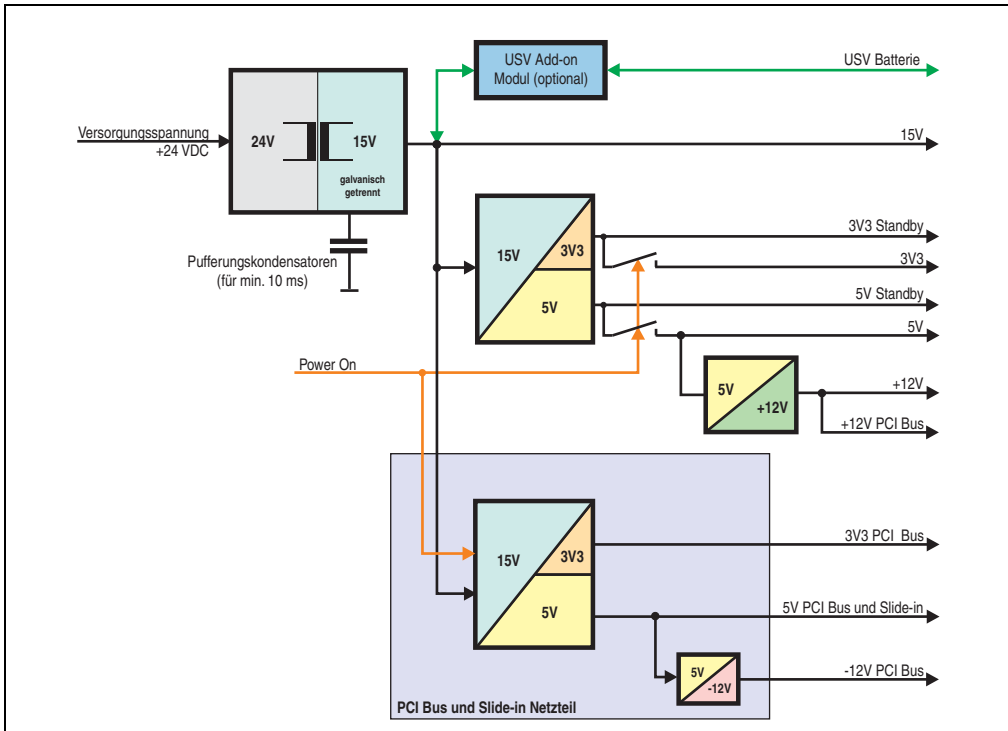 USV Add-on
Modul (optional)
USV Batterie
Versorgungsspannung
+24 VDC
24V
15V
galvanisch
getrennt
15V
Pufferungskondensatoren
(für min. 10 ms)
15V
3V3
5V
3V3 Standby
3V3
5V Standby
5V
Power On
5V
+12V
+12V
+12V PCI Bus
15V
3V3
5V
3V3 PCI Bus
5V PCI Bus und Slide-in
5V
-12V
-12V PCI Bus
PCI Bus und Slide-in Netzteil